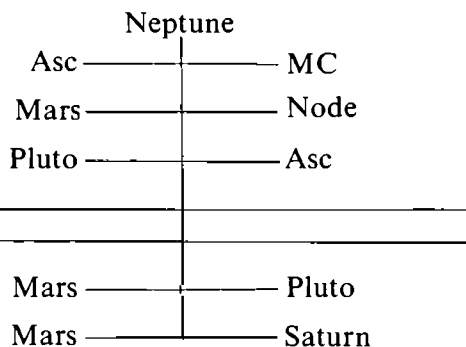 Neptune
Asc MC
Mars Node
Pluto Asc
Mars Pluto
Mars Saturn